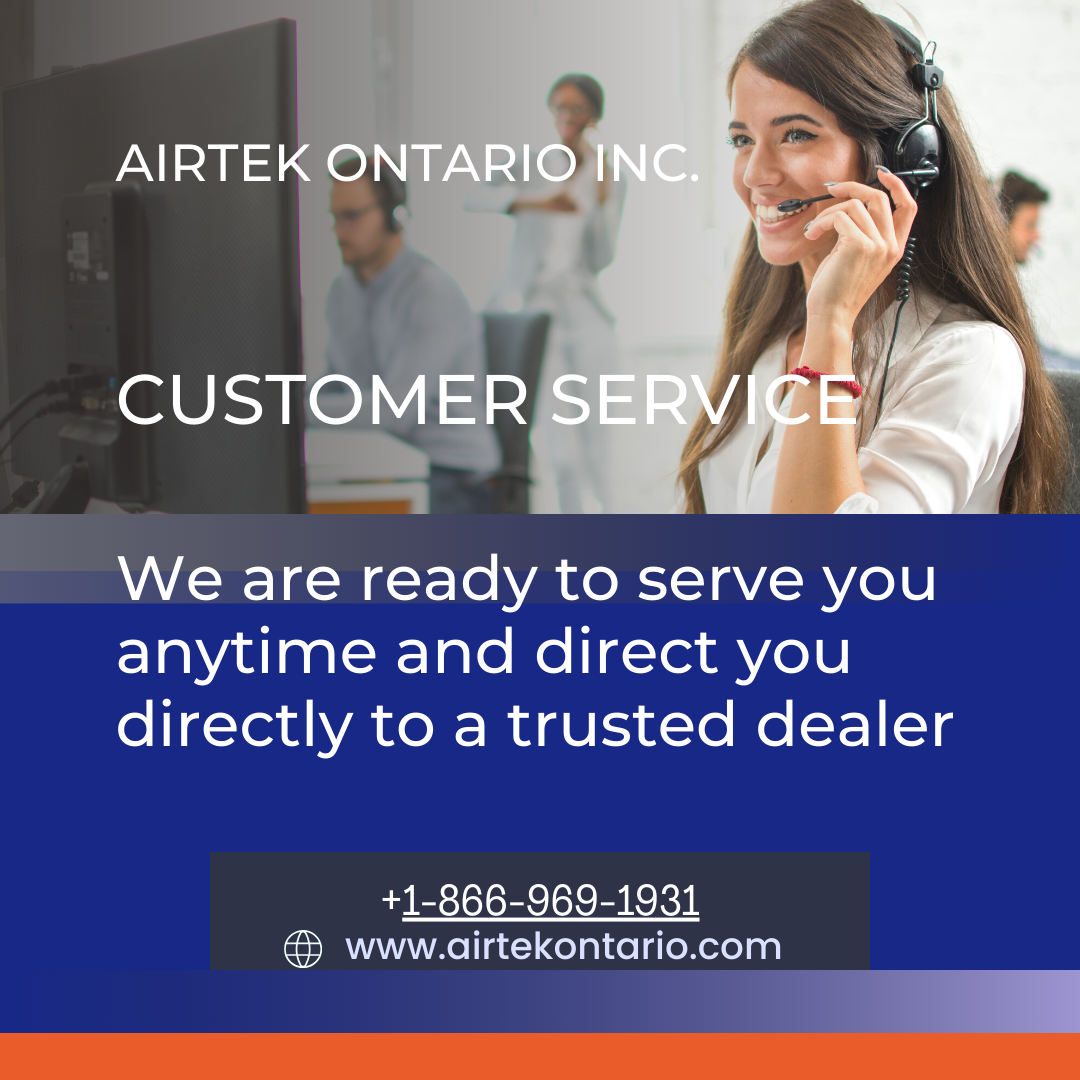 AIRTEK ONTARIO INC.
CUSTOMER SERVICE
We are ready to serve you
anytime and direct you
directly to a trusted dealer
+1-866-969-1931
www.airtekontario.com